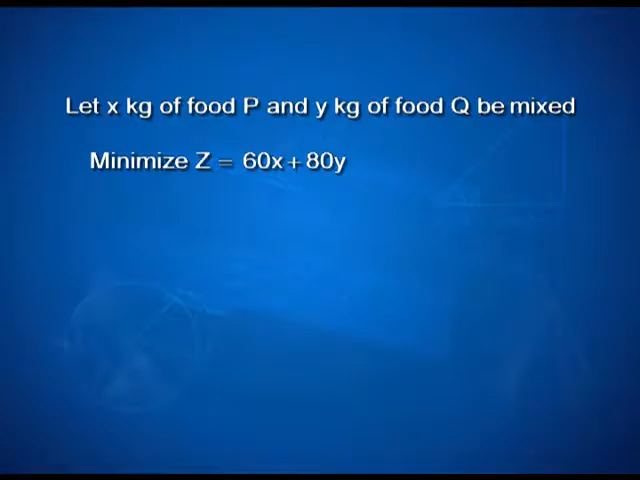 Let x kg of food P and y kg of food Q be mixed
Minimize Z = 60x + 80y